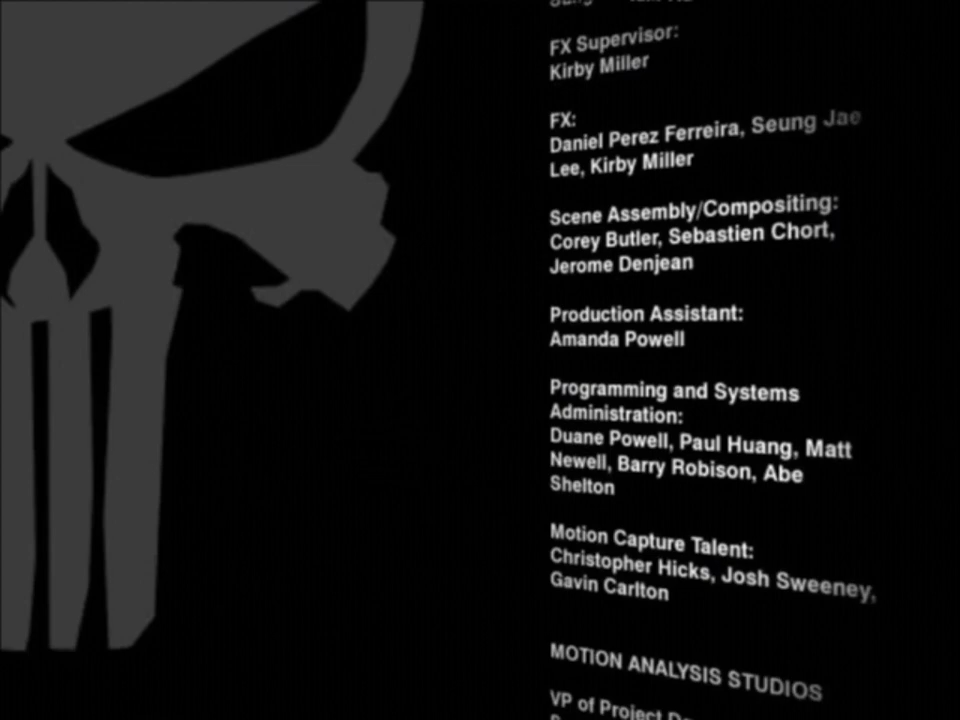 FX Supervisor:
Kirby Miller
FX:
Daniel Perez Ferreira, Seung Jae
Lee, Kirby Miller
Scene Assembly/Compositing:
Corey Butler, Sebastien Chort,
Jerome Denjean
Production Assistant:
Amanda Powell
Programming and Systems
Administration:
Duane Powell, Paul Huang, Matt
Newell, Barry Robison, Abe
Shelton
Motion Capture Talent:
Christopher Hicks, Josh Sweeney,
Gavin Carlton
MOTION ANALYSIS STUDIOS
VP of Project